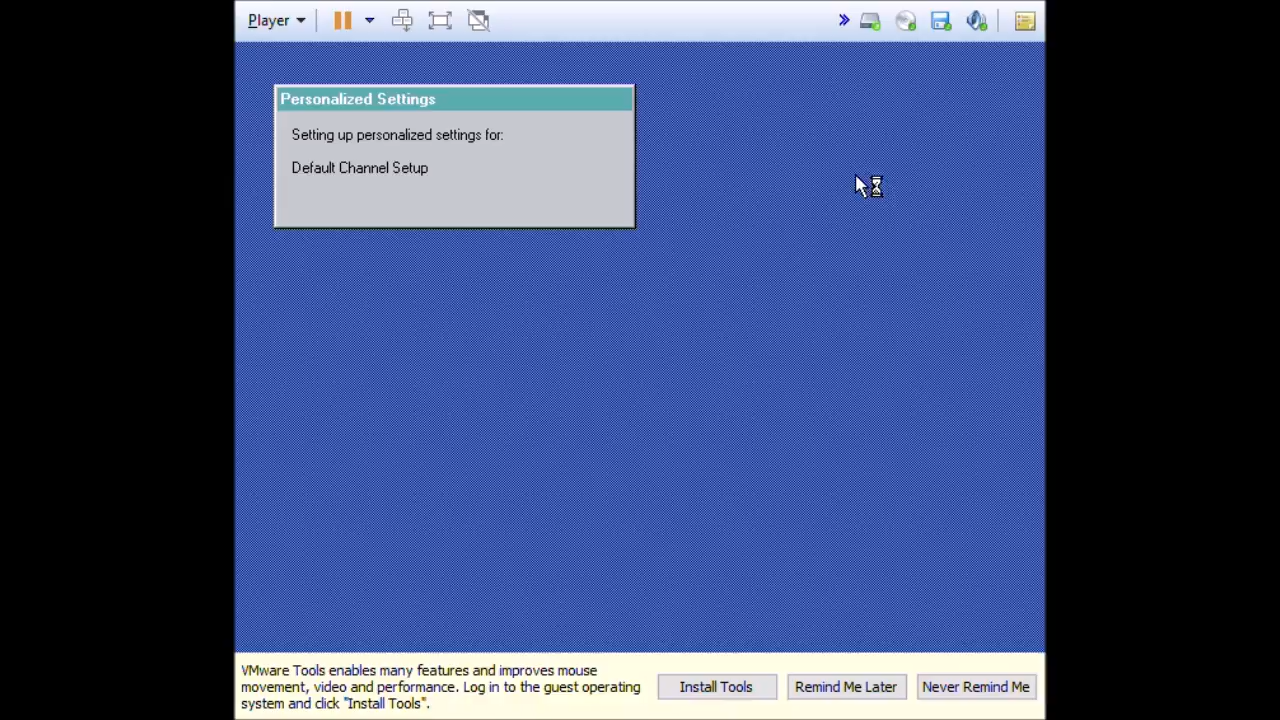 Player
Personalized Settings
Setting up personalized settings for:
Default Channel Setup
VMware Tools enables many features and improves mouse
movement, video and performance. Log in to the guest operating
system and click "Install Tools".
Install Tools
Remind Me Later
Never Remind Me